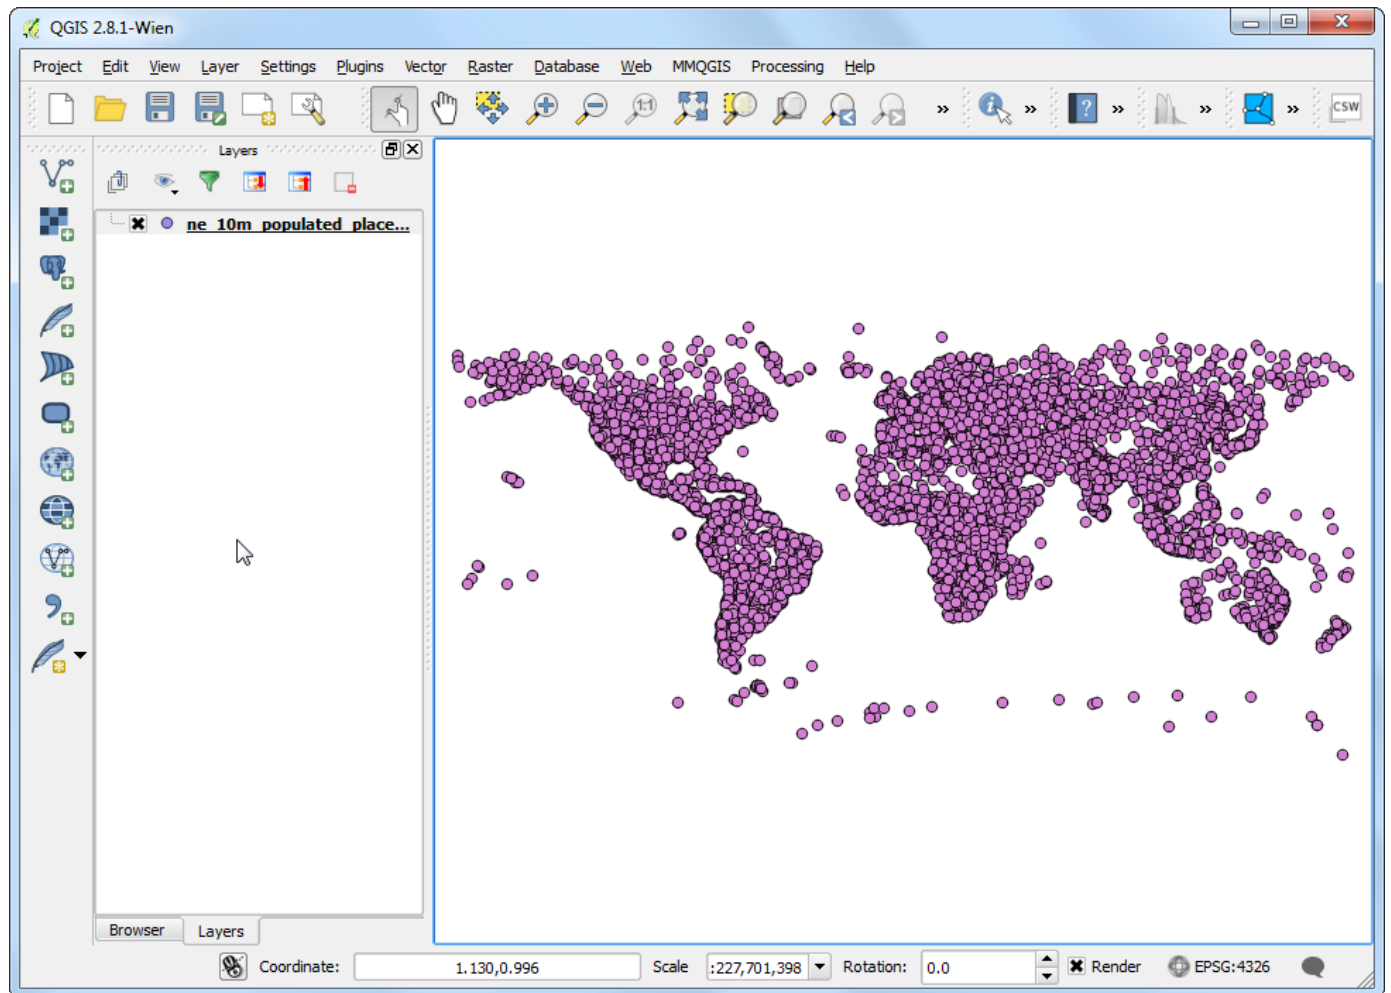 QGIS 2.8.1-Wien
Project Edit View Layer Settings Plugins Vector Raster Database Web MMQGIS Processing Help
1:1 » » ? » » » CSW
Layers
ne_10m_populated_place...
Browser Layers
Coordinate: 1.130,0.996 Scale :227,701,398 Rotation: 0.0 Render EPSG:4326